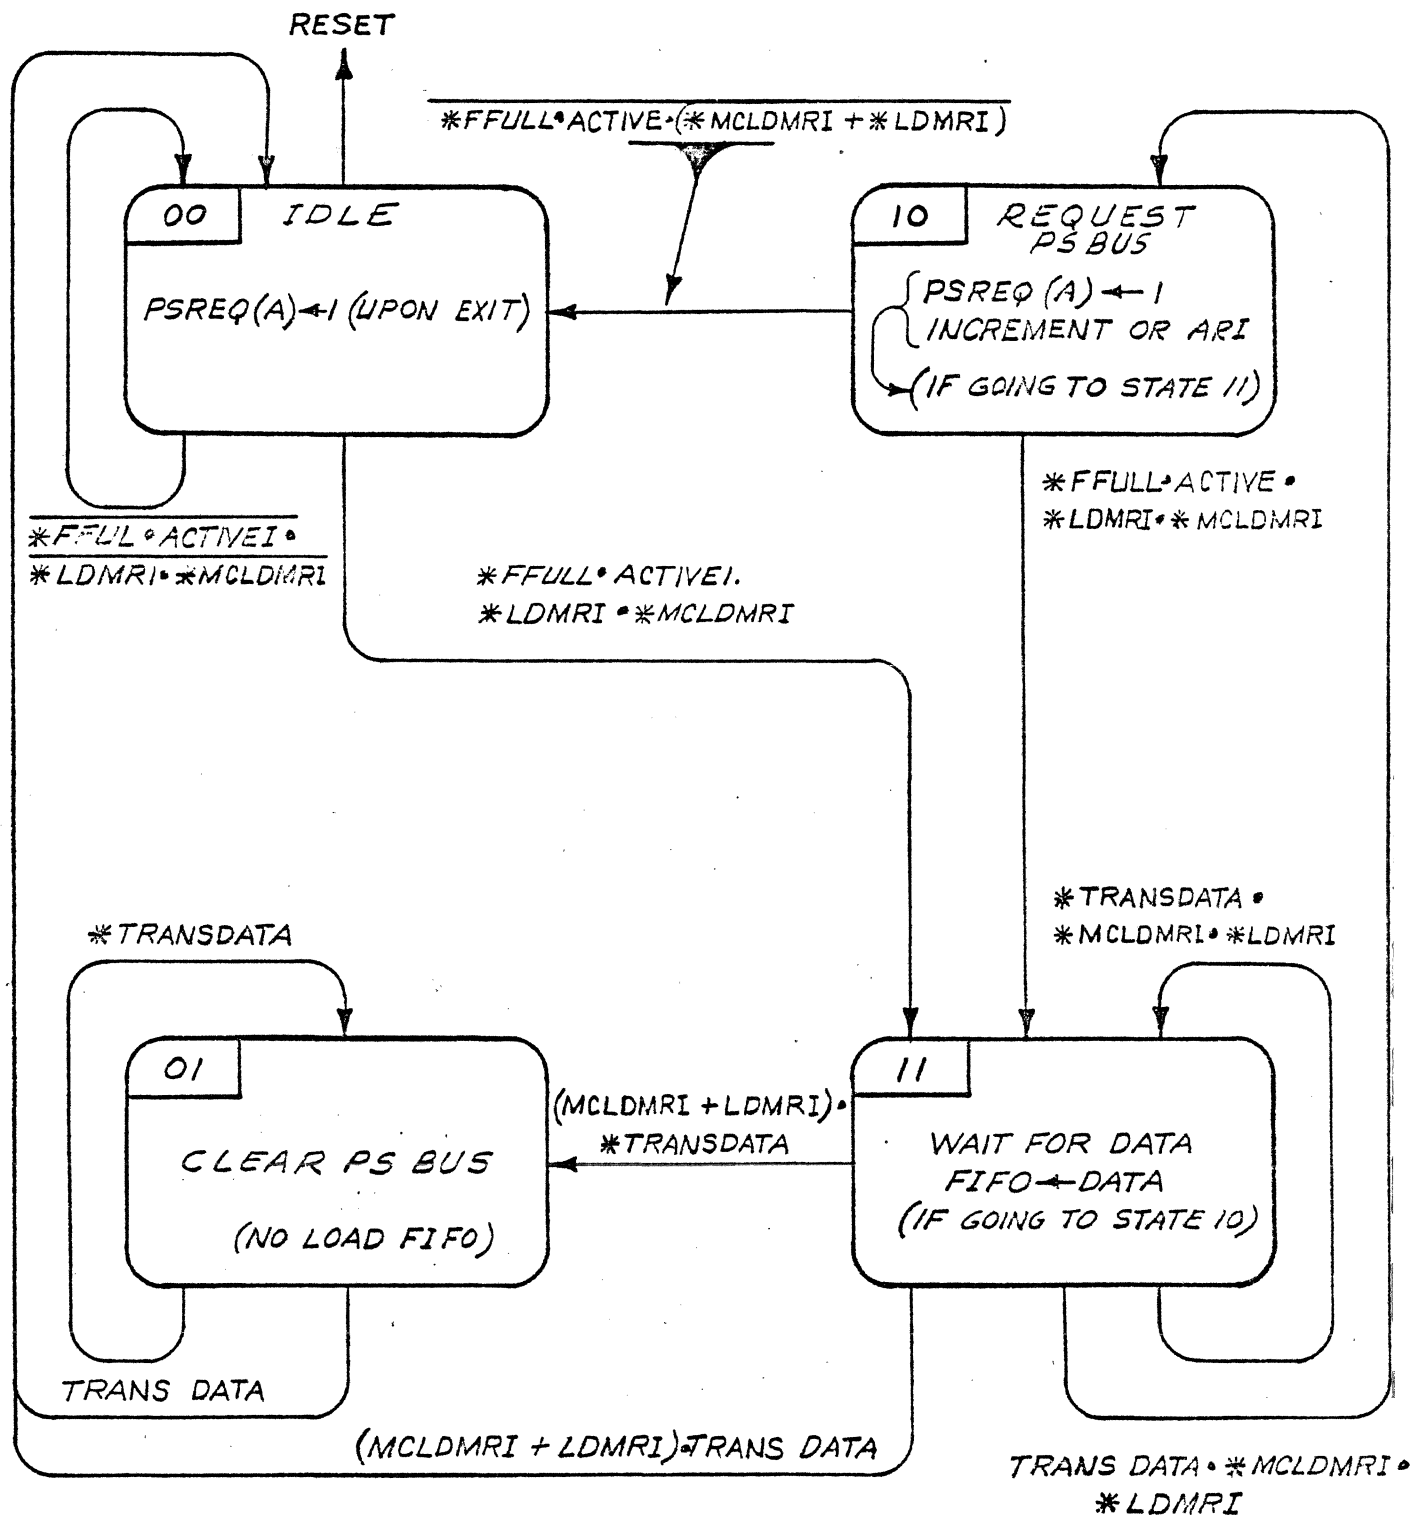 RESET
*FFULL•ACTIVE•(*MCLDMRI + *LDMRI)
00 IDLE
PSREQ(A)←1 (UPON EXIT)
10 REQUEST
PS BUS
PSREQ (A) ← 1
INCREMENT OR ARI
(IF GOING TO STATE 11)
*FFULL•ACTIVE•
*LDMRI•*MCLDMRI
*FFUL•ACTIVEI•
*LDMRI•*MCLDMRI
*FFULL•ACTIVEI.
*LDMRI•*MCLDMRI
*TRANSDATA•
*MCLDMRI•*LDMRI
*TRANSDATA
01
CLEAR PS BUS
(NO LOAD FIFO)
(MCLDMRI + LDMRI)•
*TRANSDATA
11
WAIT FOR DATA
FIFO←DATA
(IF GOING TO STATE 10)
TRANS DATA
(MCLDMRI + LDMRI)•TRANS DATA
TRANS DATA•*MCLDMRI•
*LDMRI